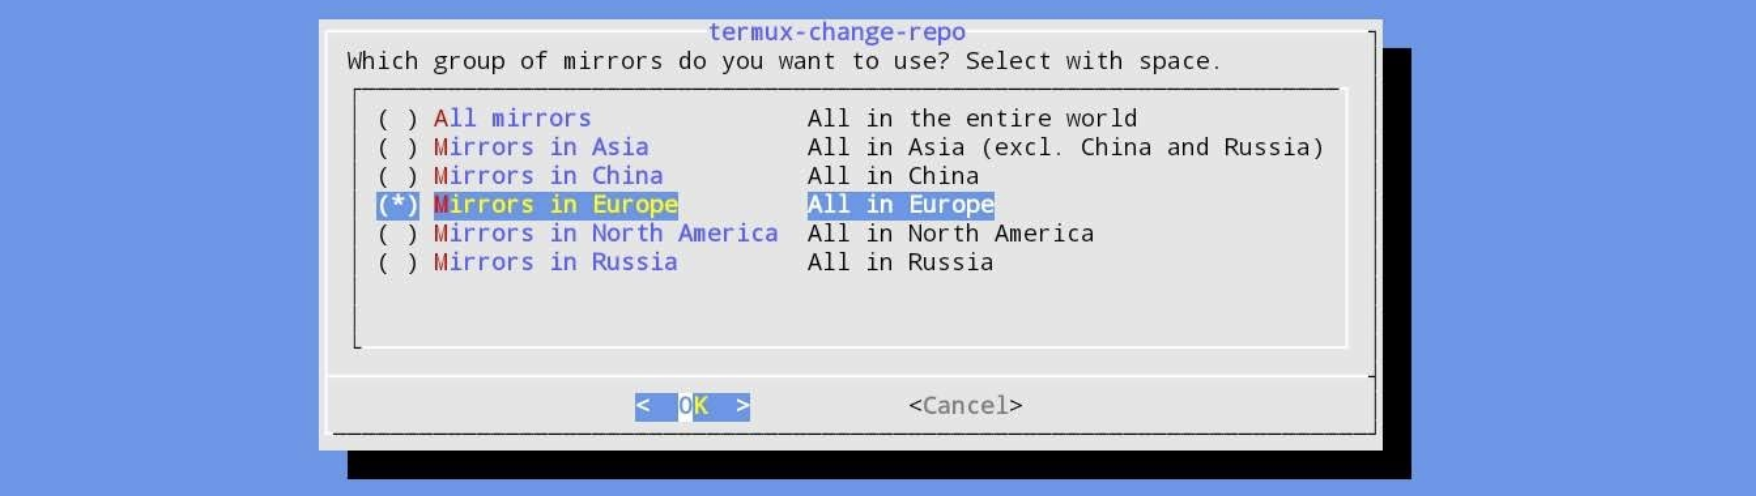 termux-change-repo
Which group of mirrors do you want to use? Select with space.
( ) All mirrors All in the entire world
( ) Mirrors in Asia All in Asia (excl. China and Russia)
( ) Mirrors in China All in China
(*) Mirrors in Europe All in Europe
( ) Mirrors in North America All in North America
( ) Mirrors in Russia All in Russia
< OK > <Cancel>